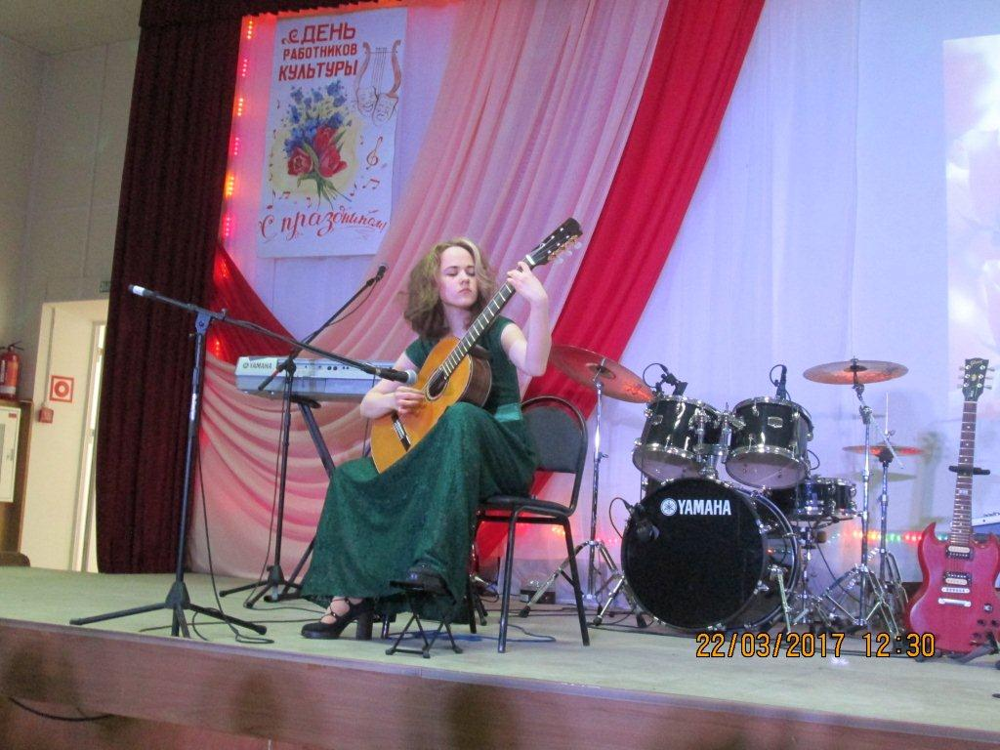 С ДЕНЬ
РАБОТНИКОВ
КУЛЬТУРЫ
С праздником!
YAMAHA
YAMAHA
22/03/2017 12:30